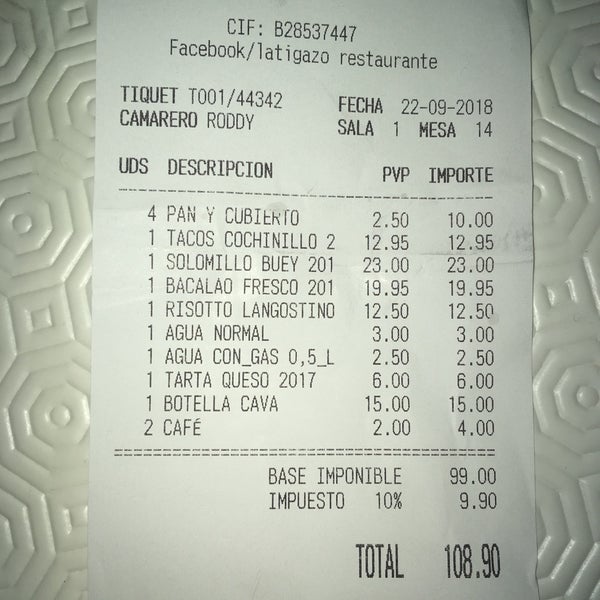 CIF: B28537447
Facebook/latigazo restaurante
TIQUET T001/44342 FECHA 22-09-2018
CAMARERO RODDY SALA 1 MESA 14
UDS DESCRIPCION PVP IMPORTE
4 PAN Y CUBIERTO 2.50 10.00
1 TACOS COCHINILLO 2 12.95 12.95
1 SOLOMILLO BUEY 201 23.00 23.00
1 BACALAO FRESCO 201 19.95 19.95
1 RISOTTO LANGOSTINO 12.50 12.50
1 AGUA NORMAL 3.00 3.00
1 AGUA CON_GAS 0,5_L 2.50 2.50
1 TARTA QUESO 2017 6.00 6.00
1 BOTELLA CAVA 15.00 15.00
2 CAFÉ 2.00 4.00
BASE IMPONIBLE 99.00
IMPUESTO 10% 9.90
TOTAL 108.90